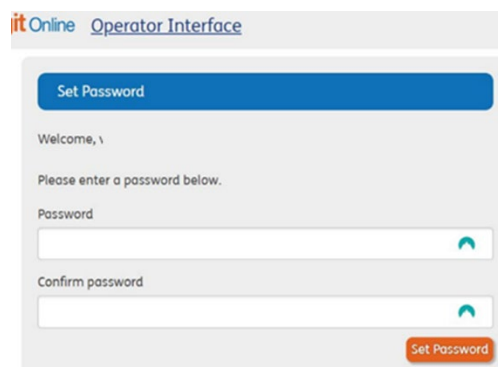 it Online Operator Interface
Set Password
Welcome,
Please enter a password below.
Password
Confirm password
Set Password